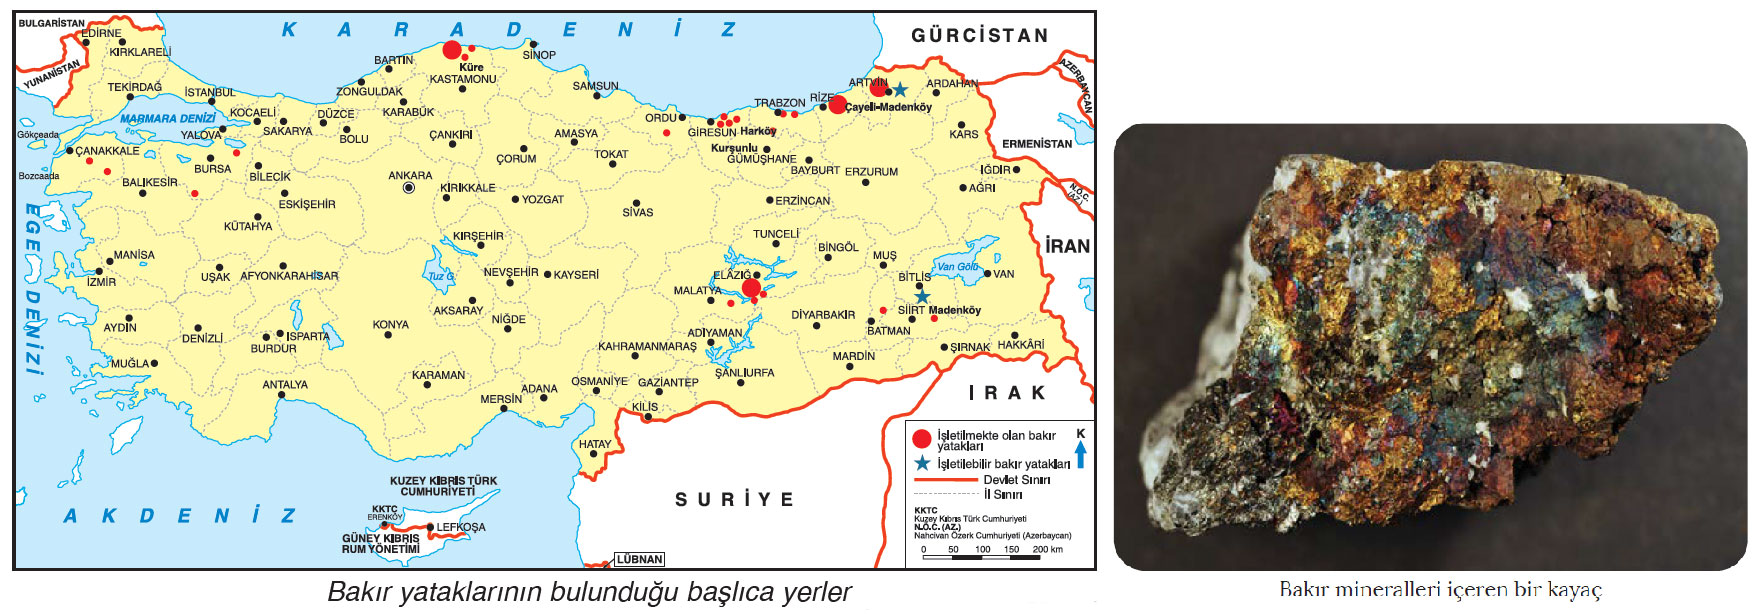 BULGARİSTAN
KARADENİZ
GÜRCİSTAN
EDİRNE
KIRKLARELİ
YUNANİSTAN
TEKİRDAĞ
İSTANBUL
MARMARA DENİZİ
KOCAELİ
YALOVA
SAKARYA
DÜZCE
BOLU
ZONGULDAK
BARTIN
KARABÜK
Küre
KASTAMONU
SİNOP
SAMSUN
ÇANKIRI
AMASYA
ÇORUM
TOKAT
ORDU
GİRESUN
Harköy
Kurşunlu
GÜMÜŞHANE
TRABZON
RİZE
ARTVİN
Çayeli-Madenköy
ARDAHAN
AZERBAYCAN
KARS
ERMENİSTAN
BAYBURT
ERZURUM
IĞDIR
AĞRI
N.Ö.C.
(AZ.)
Gökçeada
ÇANAKKALE
Bozcaada
BALIKESİR
BURSA
BİLECİK
ESKİŞEHİR
KÜTAHYA
ANKARA
KIRIKKALE
YOZGAT
SİVAS
ERZİNCAN
TUNCELİ
BİNGÖL
MUŞ
İRAN
EGE DENİZİ
MANİSA
İZMİR
UŞAK
AFYONKARAHİSAR
KIRŞEHİR
Tuz G.
NEVŞEHİR
KAYSERİ
AKSARAY
NİĞDE
ELÂZIĞ
MALATYA
BİTLİS
Van Gölü
VAN
AYDIN
DENİZLİ
ISPARTA
BURDUR
KONYA
ADIYAMAN
DİYARBAKIR
SİİRT Madenköy
BATMAN
MUĞLA
ANTALYA
KARAMAN
MERSİN
ADANA
KAHRAMANMARAŞ
OSMANİYE
GAZİANTEP
KİLİS
ŞANLIURFA
MARDİN
ŞIRNAK
HAKKÂRİ
HATAY
IRAK
SURİYE
AKDENİZ
KUZEY KIBRIS TÜRK
CUMHURİYETİ
KKTC
ERENKÖY
LEFKOŞA
GÜNEY KIBRIS
RUM YÖNETİMİ
LÜBNAN
İşletilmekte olan bakır
yatakları
K
İşletilebilir bakır yatakları
Devlet Sınırı
İl Sınırı
KKTC
Kuzey Kıbrıs Türk Cumhuriyeti
N.Ö.C. (AZ.)
Nahcivan Özerk Cumhuriyeti (Azerbaycan)
0 50 100 150 200 km
Bakır yataklarının bulunduğu başlıca yerler
Bakır mineralleri içeren bir kayaç